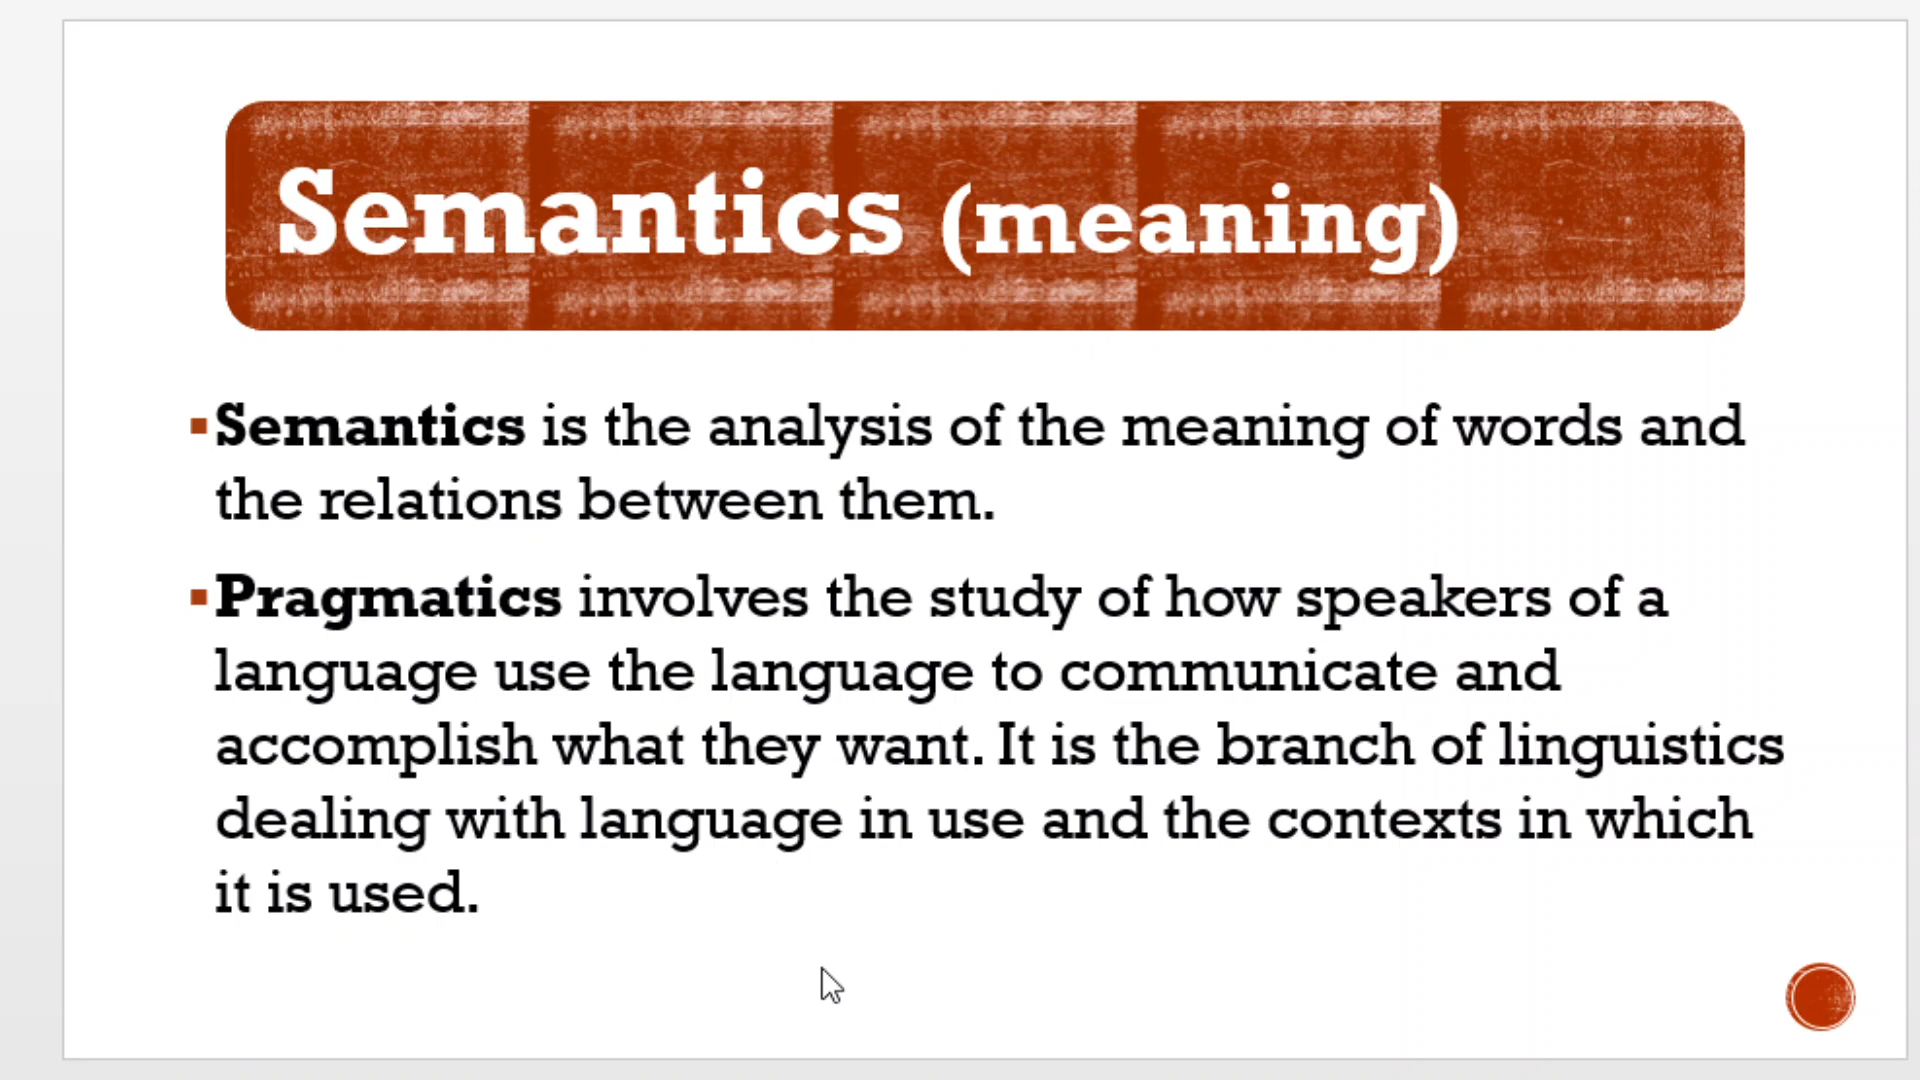 Semantics (meaning)
Semantics is the analysis of the meaning of words and
the relations between them.
Pragmatics involves the study of how speakers of a
language use the language to communicate and
accomplish what they want. It is the branch of linguistics
dealing with language in use and the contexts in which
it is used.